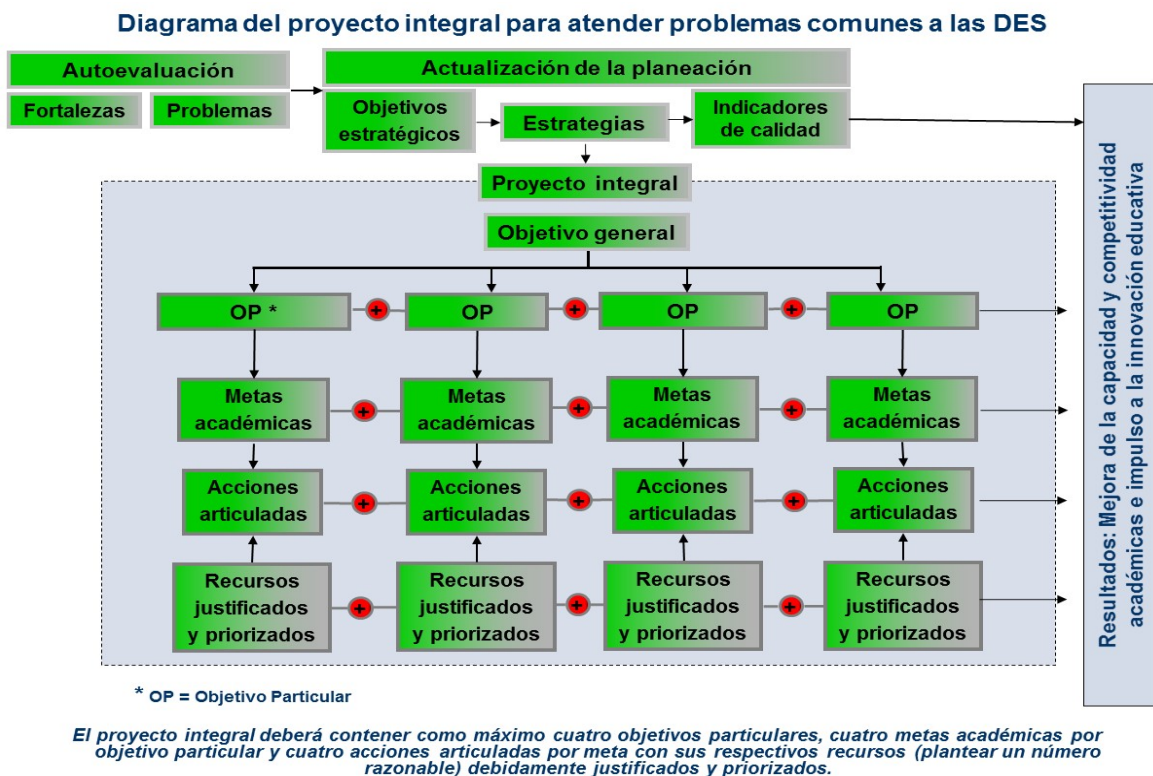 Diagrama del proyecto integral para atender problemas comunes a las DES
Autoevaluación
Actualización de la planeación
Fortalezas
Problemas
Objetivos
estratégicos
Estrategias
Indicadores
de calidad
Proyecto integral
Objetivo general
OP *
+
OP
+
OP
+
OP
Metas
académicas
+
Metas
académicas
+
Metas
académicas
+
Metas
académicas
Acciones
articuladas
+
Acciones
articuladas
+
Acciones
articuladas
+
Acciones
articuladas
Recursos
justificados
y priorizados
+
Recursos
justificados
y priorizados
+
Recursos
justificados
y priorizados
+
Recursos
justificados
y priorizados
Resultados: Mejora de la capacidad y competitividad
académicas e impulso a la innovación educativa
* OP = Objetivo Particular
El proyecto integral deberá contener como máximo cuatro objetivos particulares, cuatro metas académicas por
objetivo particular y cuatro acciones articuladas por meta con sus respectivos recursos (plantear un número
razonable) debidamente justificados y priorizados.